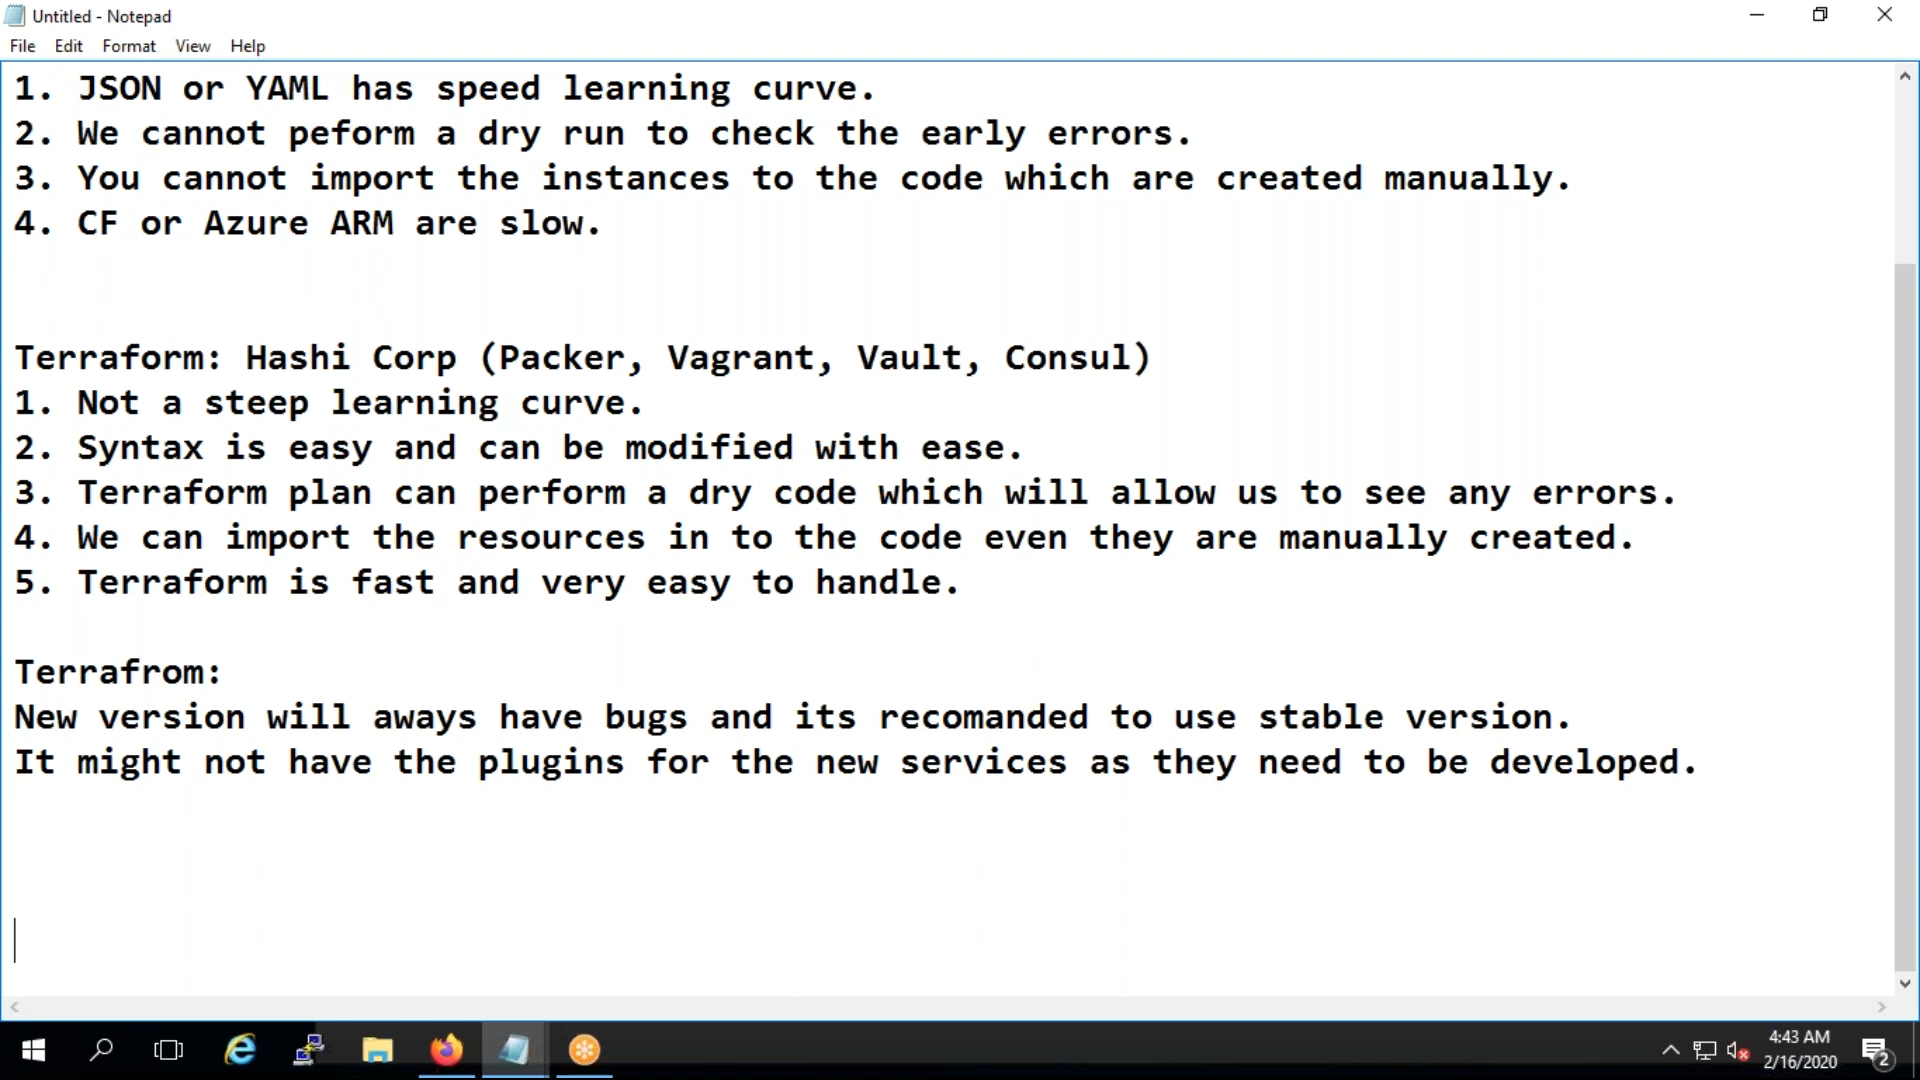 Untitled - Notepad
File Edit Format View Help
1. JSON or YAML has speed learning curve.
2. We cannot peform a dry run to check the early errors.
3. You cannot import the instances to the code which are created manually.
4. CF or Azure ARM are slow.
Terraform: Hashi Corp (Packer, Vagrant, Vault, Consul)
1. Not a steep learning curve.
2. Syntax is easy and can be modified with ease.
3. Terraform plan can perform a dry code which will allow us to see any errors.
4. We can import the resources in to the code even they are manually created.
5. Terraform is fast and very easy to handle.
Terrafrom:
New version will aways have bugs and its recomanded to use stable version.
It might not have the plugins for the new services as they need to be developed.
4:43 AM
2/16/2020
2